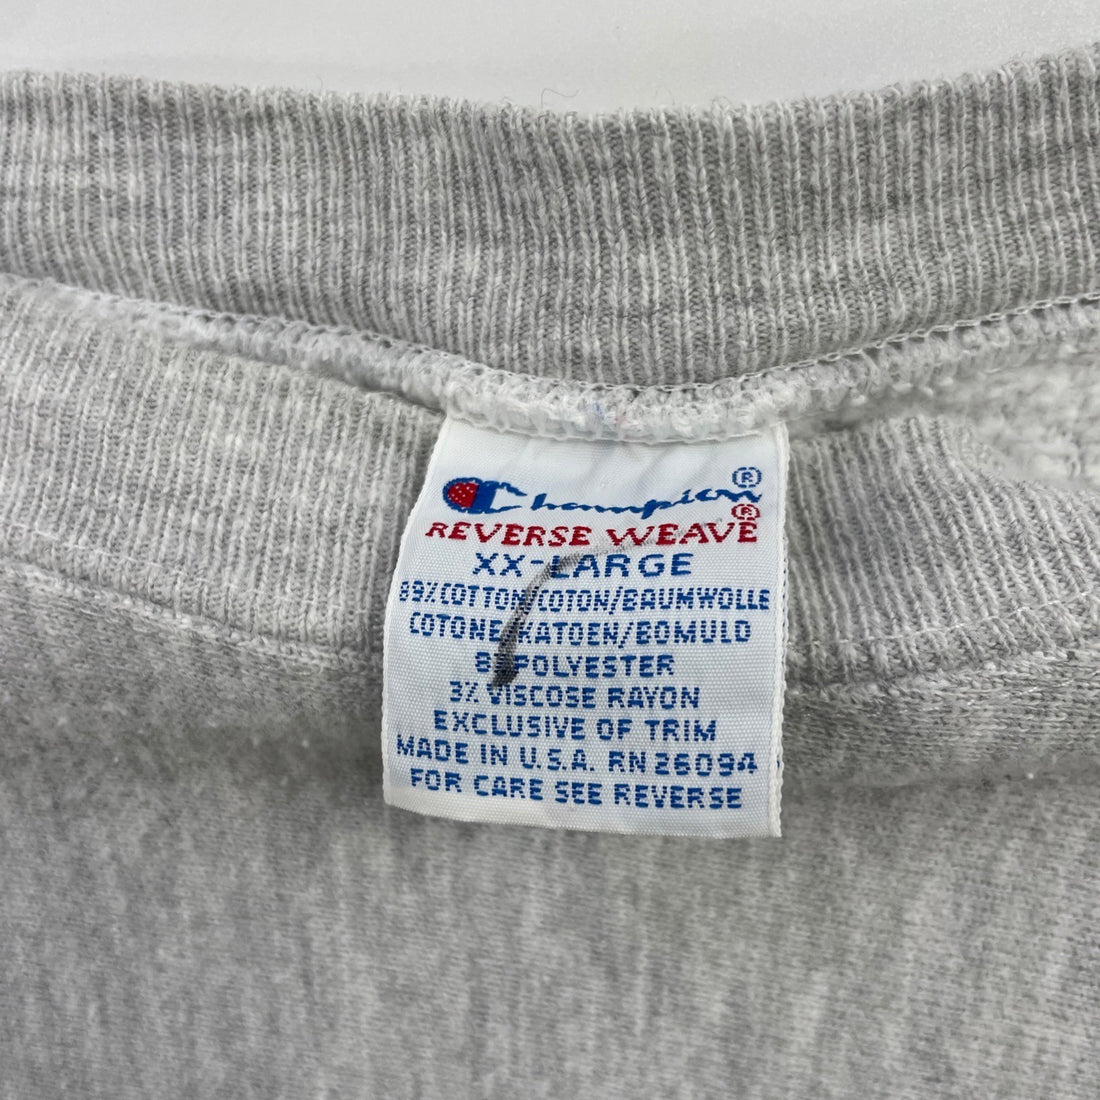 Champion®
REVERSE WEAVE®
XX-LARGE
89% COTTON/COTON/BAUMWOLLE
COTONE/KATOEN/BOMULD
8% POLYESTER
3% VISCOSE RAYON
EXCLUSIVE OF TRIM
MADE IN U.S.A. RN 26094
FOR CARE SEE REVERSE